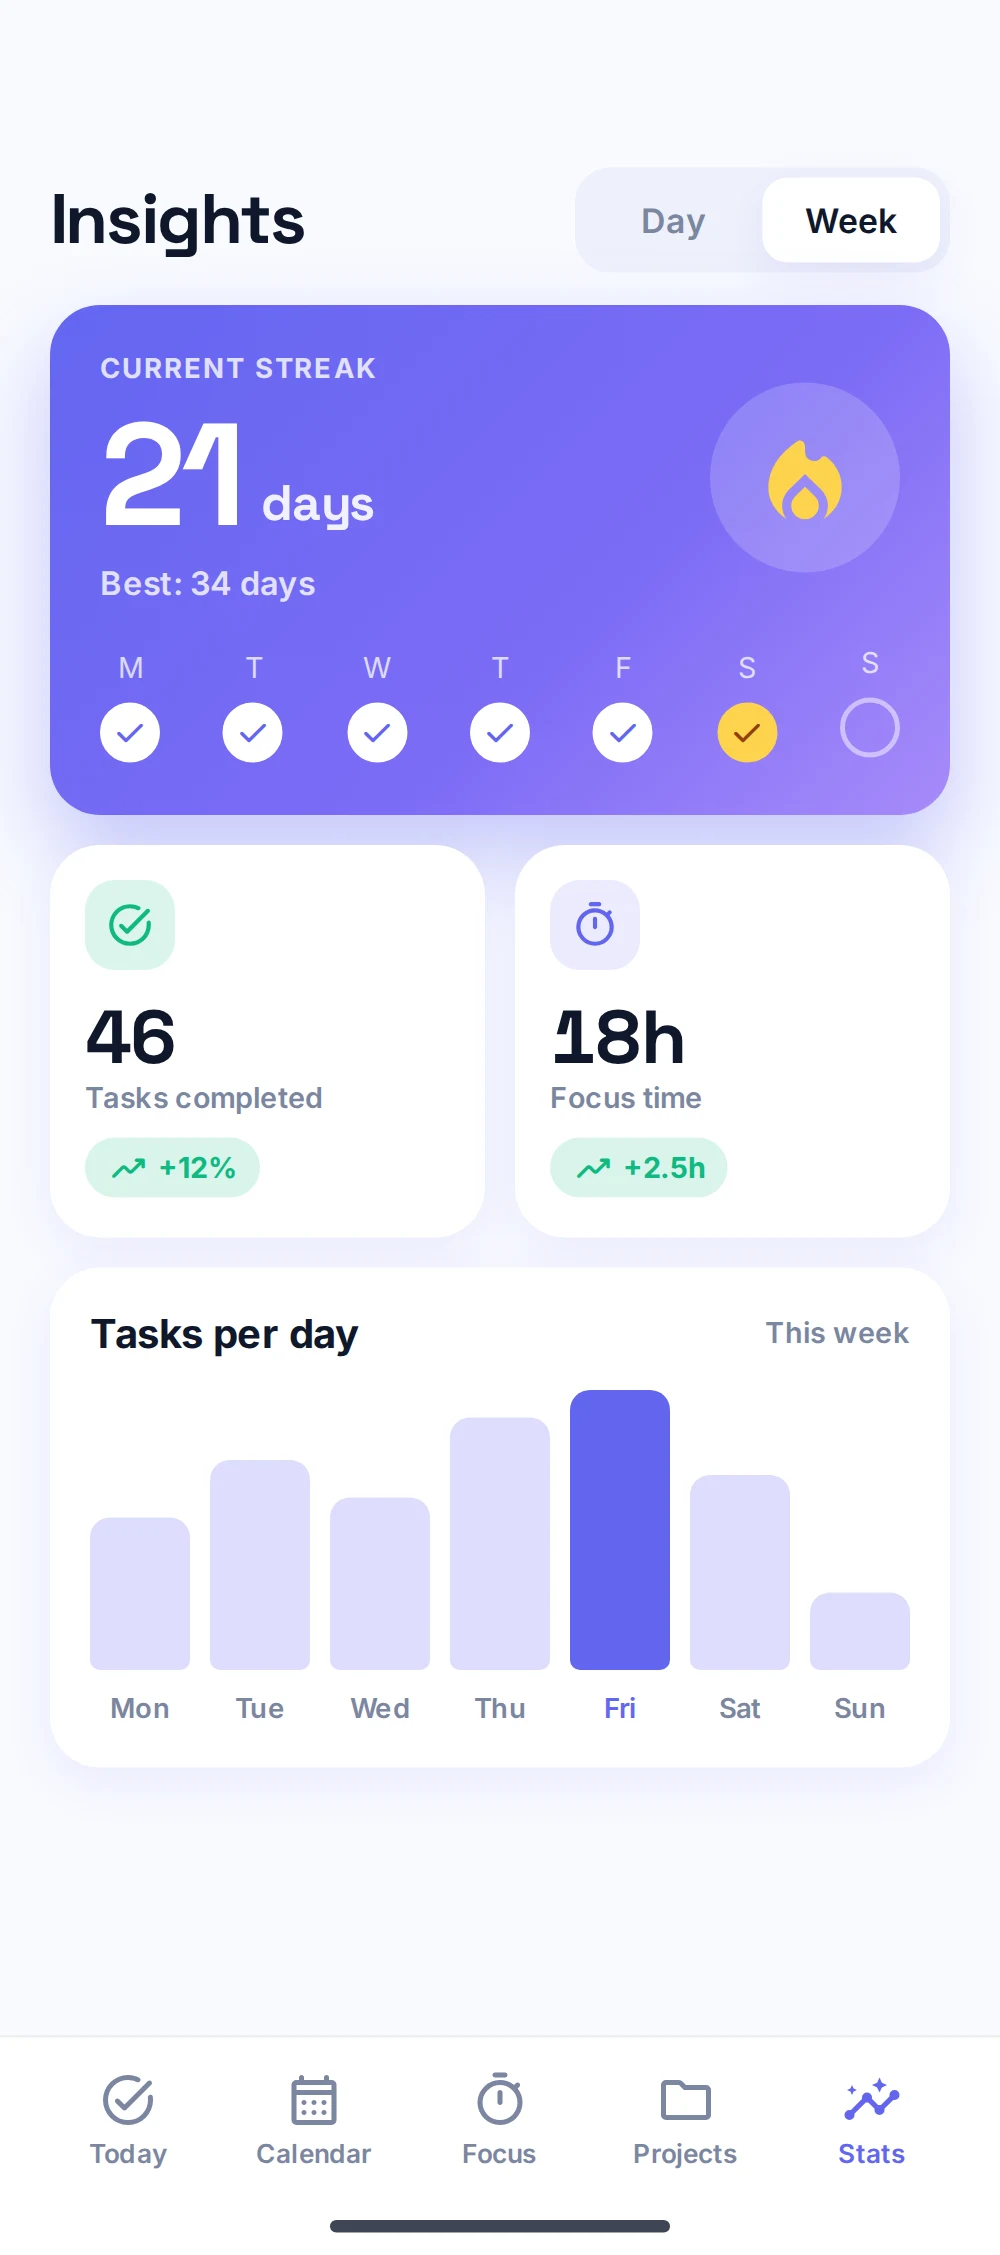 Insights
Day Week
CURRENT STREAK
21 days
Best: 34 days
M T W T F S S
46
Tasks completed
+12%
18h
Focus time
+2.5h
Tasks per day
This week
Mon Tue Wed Thu Fri Sat Sun
Today Calendar Focus Projects Stats